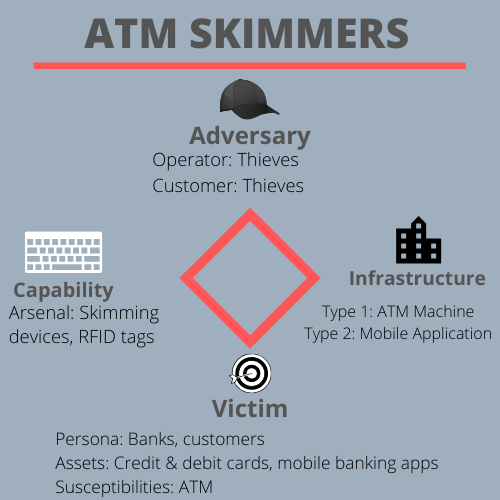 ATM SKIMMERS
Adversary
Operator: Thieves
Customer: Thieves
Capability
Arsenal: Skimming
devices, RFID tags
Infrastructure
Type 1: ATM Machine
Type 2: Mobile Application
Victim
Persona: Banks, customers
Assets: Credit & debit cards, mobile banking apps
Susceptibilities: ATM